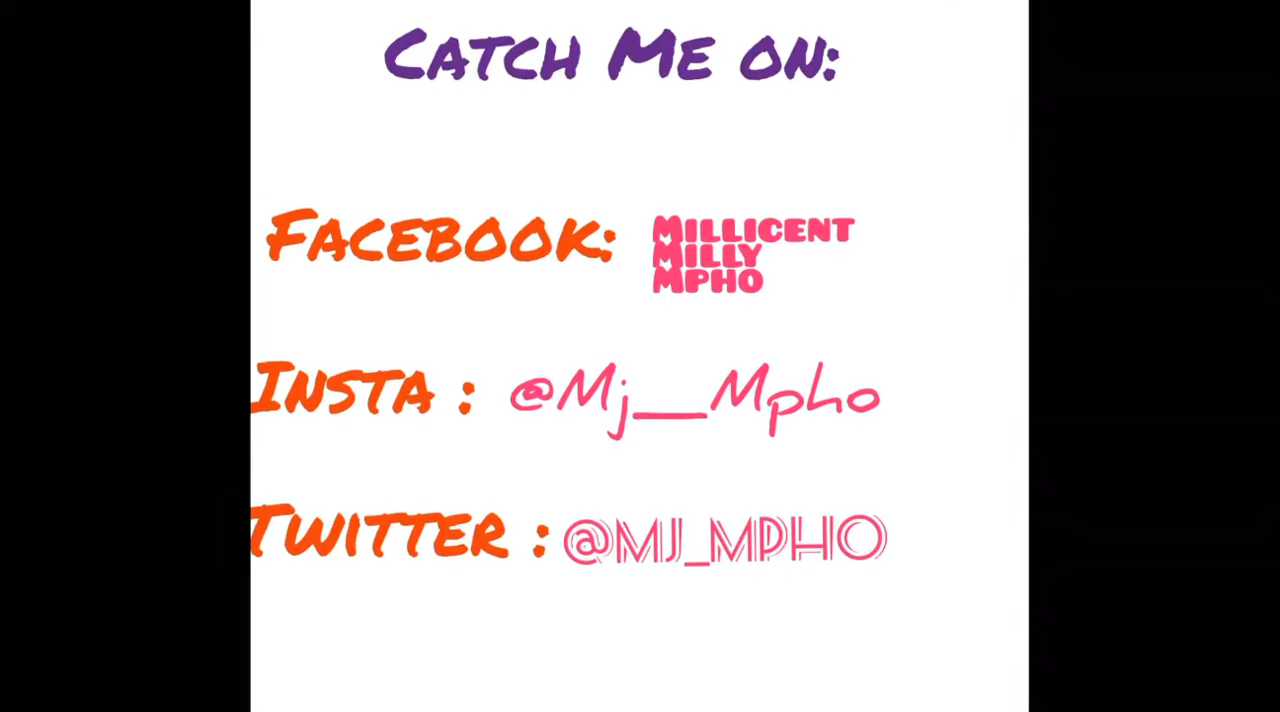 Catch Me on:
Facebook: Millicent
Milly
Mpho
Insta : @Mj__Mpho
Twitter : @MJ_MPHO